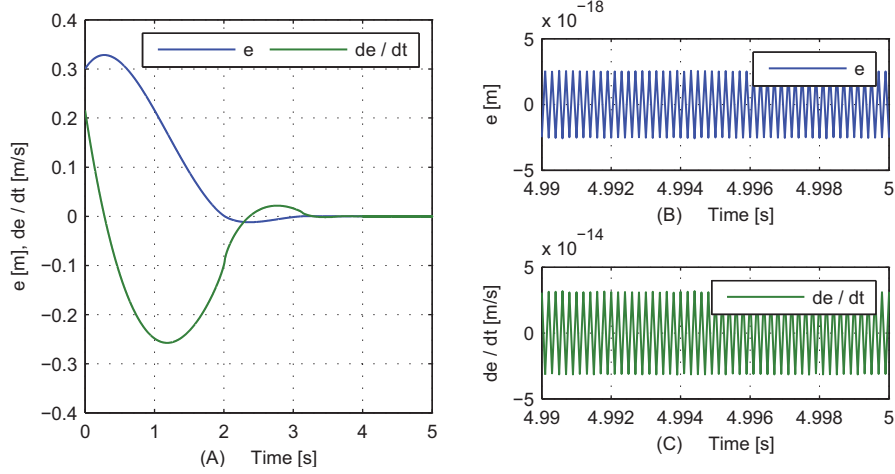 0.4
0.3
0.2
0.1
0
−0.1
−0.2
−0.3
−0.4
e [m], de / dt [m/s]
e de / dt
0 1 2 3 4 5
(A) Time [s]
x 10−18
5
0
−5
e [m]
e
4.99 4.992 4.994 4.996 4.998 5
(B) Time [s]
x 10−14
5
0
−5
de / dt [m/s]
de / dt
4.99 4.992 4.994 4.996 4.998 5
(C) Time [s]